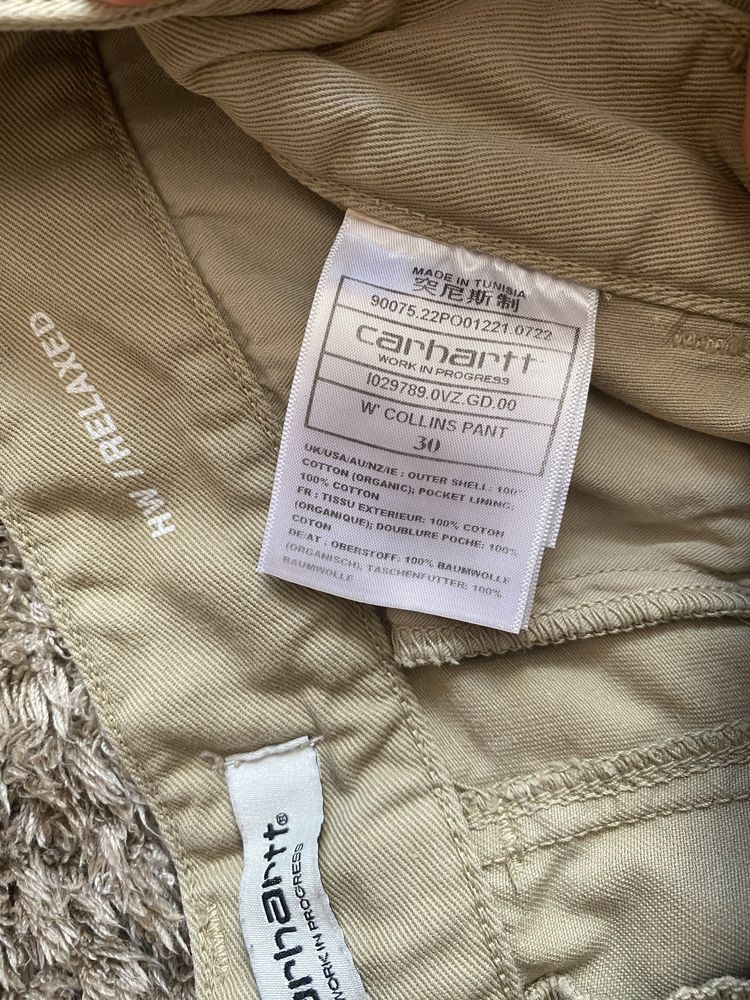 MADE IN TUNISIA
突尼斯制
90075.22PO01221.0722
carhartt
WORK IN PROGRESS
I029789.0VZ.GD.00
W' COLLINS PANT
30
UK/USA/AU/NZ/IE : OUTER SHELL: 100%
COTTON (ORGANIC); POCKET LINING:
100% COTTON
FR : TISSU EXTERIEUR: 100% COTON
(ORGANIQUE); DOUBLURE POCHE: 100%
COTON
DE/AT : OBERSTOFF: 100% BAUMWOLLE
(ORGANISCH); TASCHENFUTTER: 100%
BAUMWOLLE
HW / RELAXED
arhartt®
WORK IN PROGRESS